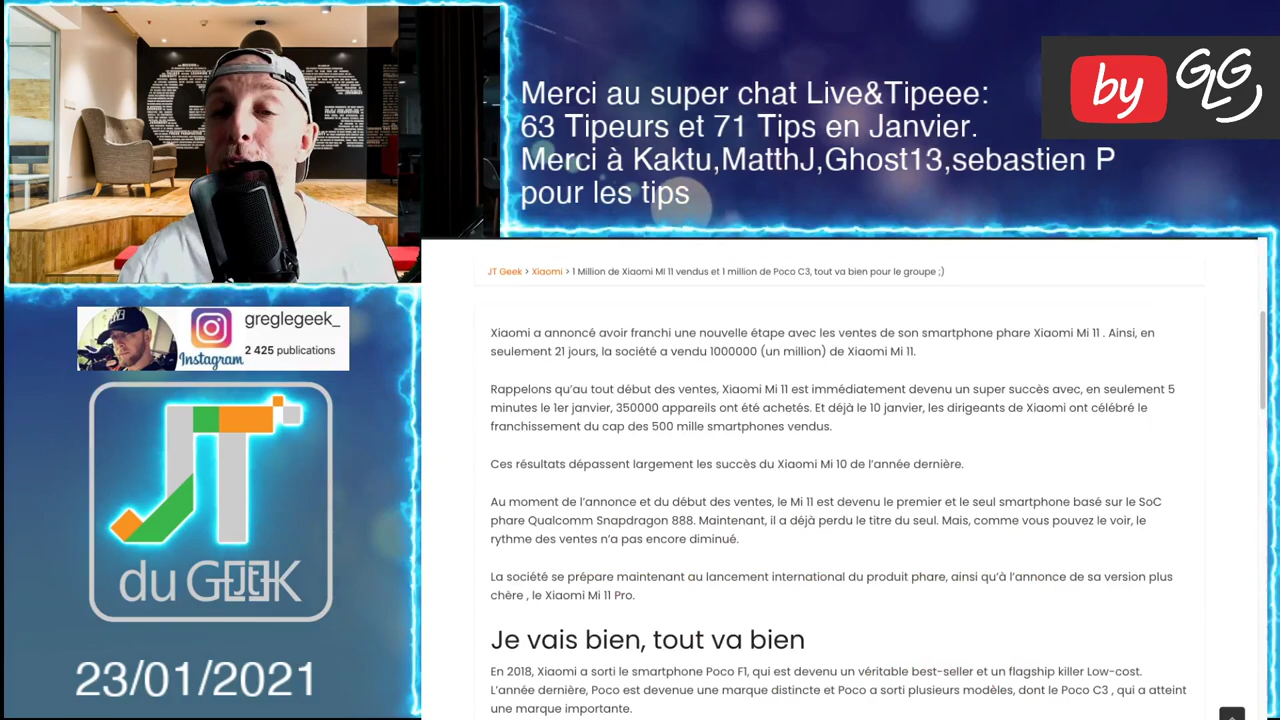 Merci au super chat
63 Tipeurs et 71 Tips en Janvier.
Merci à Kaktu,MatthJ,Ghost13,sebastien P
pour les tips
by GLG
JT Geek > Xiaomi > 1 Million de Xiaomi MI 11 vendus et 1 million de Poco C3, tout va bien pour le groupe ;)
Xiaomi a annoncé avoir franchi une nouvelle étape avec les ventes de son smartphone phare Xiaomi Mi 11 . Ainsi, en
seulement 21 jours, la société a vendu 1000000 (un million) de Xiaomi Mi 11.
Rappelons qu'au tout début des ventes, Xiaomi Mi 11 est immédiatement devenu un super succès avec, en seulement 5
minutes le 1er janvier, 350000 appareils ont été achetés. Et déjà le 10 janvier, les dirigeants de Xiaomi ont célébré le
franchissement du cap des 500 mille smartphones vendus.
Ces résultats dépassent largement les succès du Xiaomi Mi 10 de l'année dernière.
Au moment de l'annonce et du début des ventes, le Mi 11 est devenu le premier et le seul smartphone basé sur le SoC
phare Qualcomm Snapdragon 888. Maintenant, il a déjà perdu le titre du seul. Mais, comme vous pouvez le voir, le
rythme des ventes n'a pas encore diminué.
La société se prépare maintenant au lancement international du produit phare, ainsi qu'à l'annonce de sa version plus
chère , le Xiaomi Mi 11 Pro.
Je vais bien, tout va bien
En 2018, Xiaomi a sorti le smartphone Poco F1, qui est devenu un véritable best-seller et un flagship killer Low-cost.
L'année dernière, Poco est devenue une marque distincte et Poco a sorti plusieurs modèles, dont le Poco C3 , qui a atteint
une marque importante.
greglegeek_
Instagram
2 425 publications
JT
du GEEK
23/01/2021